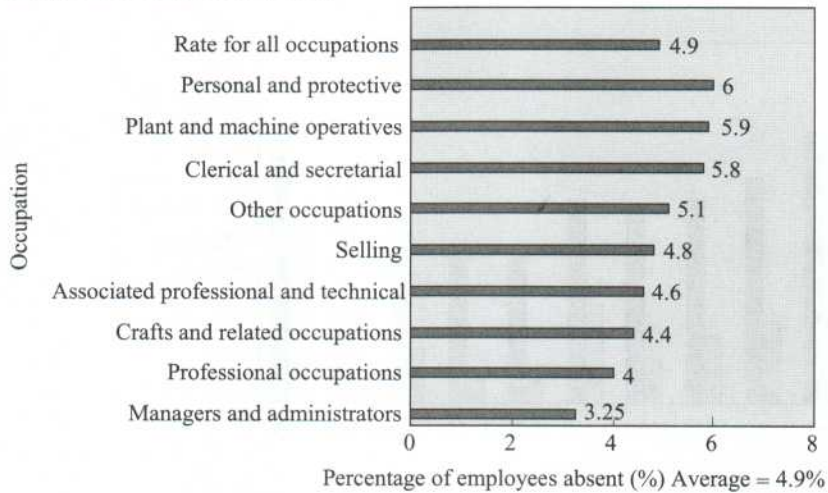 Occupation
Rate for all occupations 4.9
Personal and protective 6
Plant and machine operatives 5.9
Clerical and secretarial 5.8
Other occupations 5.1
Selling 4.8
Associated professional and technical 4.6
Crafts and related occupations 4.4
Professional occupations 4
Managers and administrators 3.25
0 2 4 6 8
Percentage of employees absent (%) Average = 4.9%